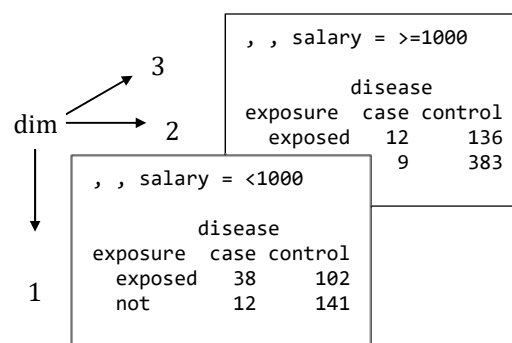 , , salary = >=1000
disease
exposure case control
exposed 12 136
9 383
dim
3
2
1
, , salary = <1000
disease
exposure case control
exposed 38 102
not 12 141